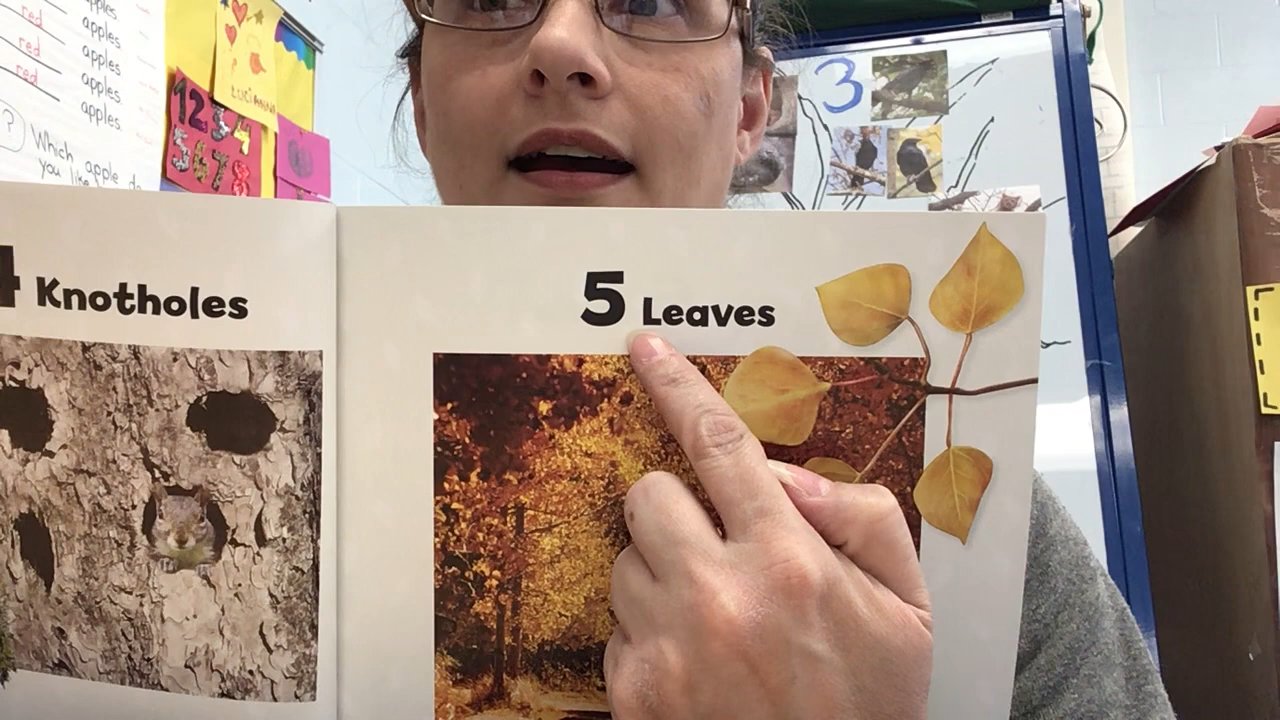 apples
red apples.
red apples.
red apples.
apples.
?
Which apple do
you like
LUCIANNA
1 2 3 4
5 6 7 8
3
4 Knotholes
5 Leaves